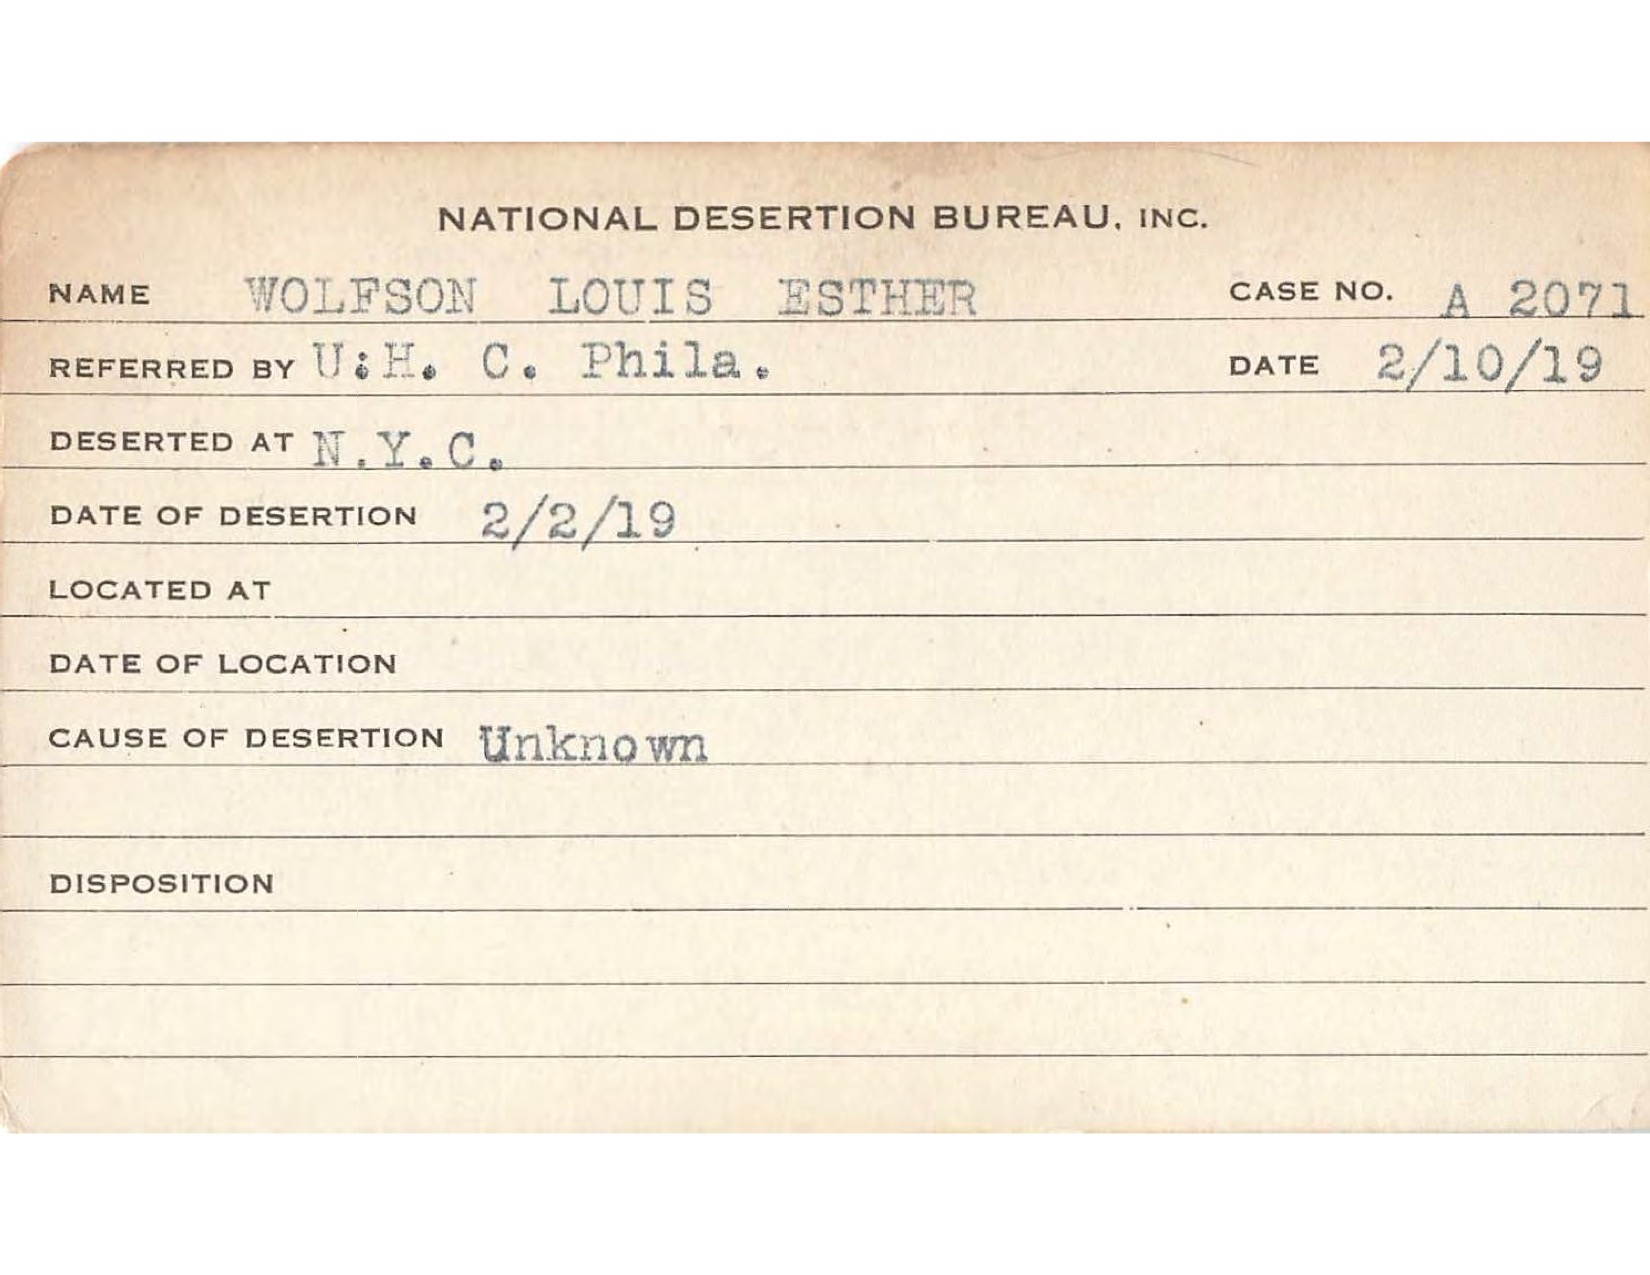 NATIONAL DESERTION BUREAU, INC.
NAME WOLFSON LOUIS ESTHER CASE NO. A 2071
REFERRED BY U:H. C. Phila. DATE 2/10/19
DESERTED AT N.Y.C.
DATE OF DESERTION 2/2/19
LOCATED AT
DATE OF LOCATION
CAUSE OF DESERTION Unknown
DISPOSITION